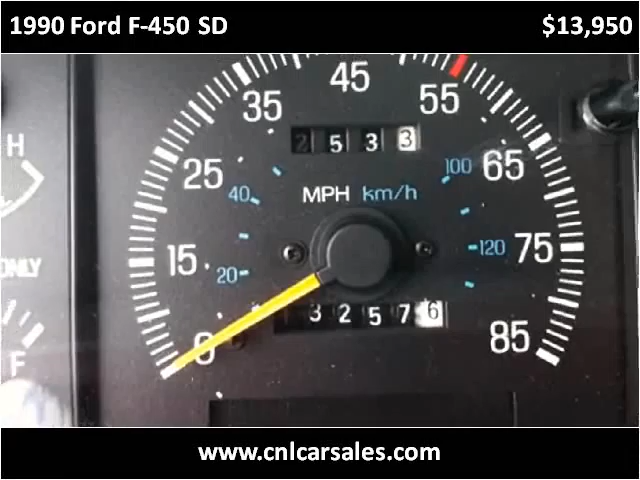 1990 Ford F-450 SD $13,950
45
35 55
H 2 5 3 3
25 65
40 100
MPH km/h
ONLY 15 20 120 75
3 2 5 7 6
0 85
F
www.cnlcarsales.com